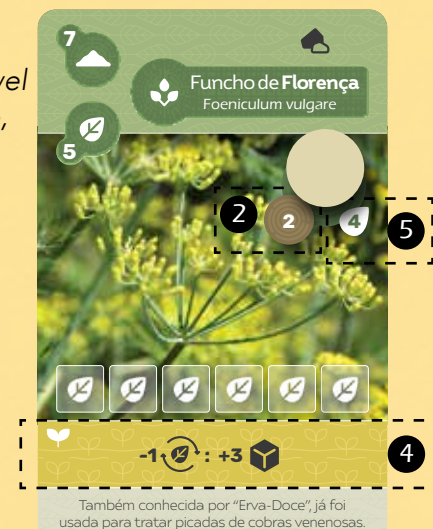 vel
,
7
5
Funcho de Florença
Foeniculum vulgare
2
2
4
5
-1 : +3
4
Também conhecida por “Erva-Doce”, já foi
usada para tratar picadas de cobras venenosas.